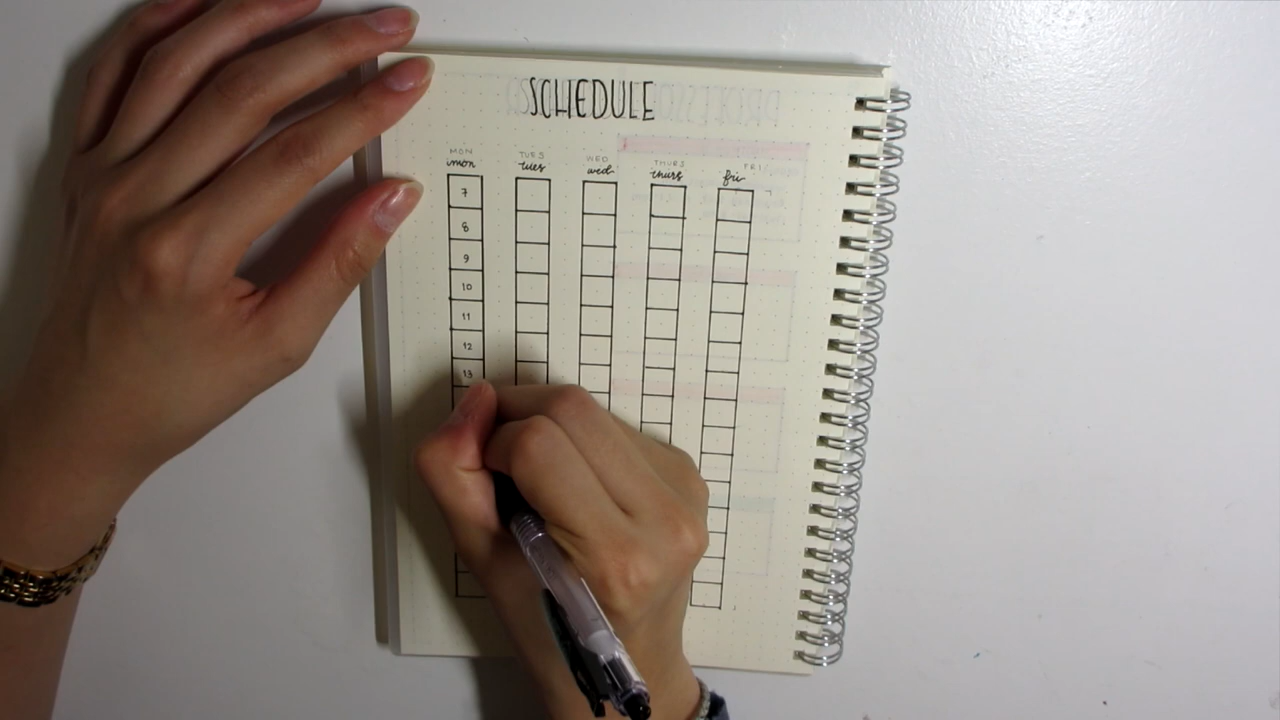 SCHEDULE
MON TUES WED THURS FRI
mon tues wed thurs fri
7
8
9
10
11
12
13